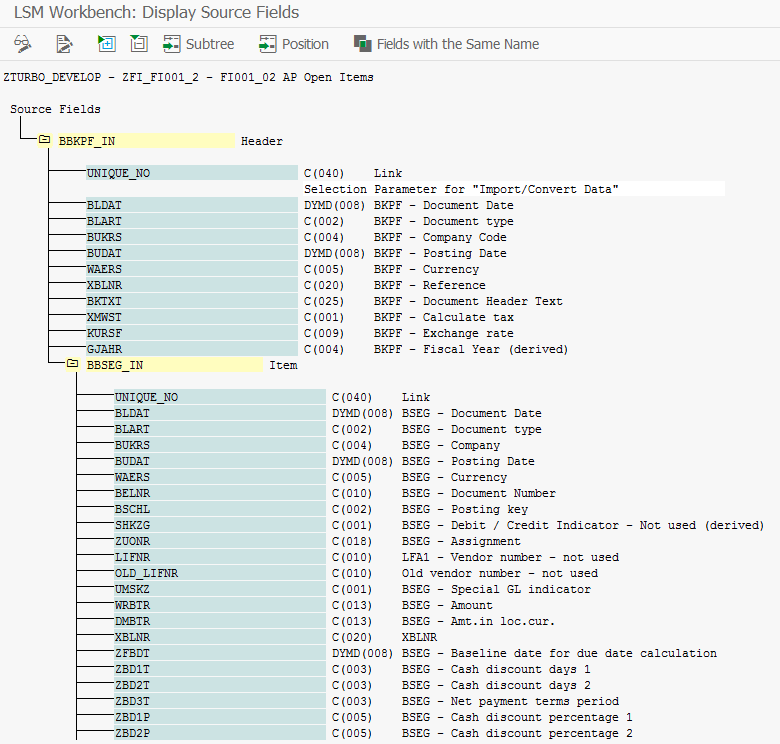 LSM Workbench: Display Source Fields
Subtree Position Fields with the Same Name
ZTURBO_DEVELOP - ZFI_FI001_2 - FI001_02 AP Open Items
Source Fields
BBKPF_IN Header
UNIQUE_NO C(040) Link
Selection Parameter for "Import/Convert Data"
BLDAT DYMD(008) BKPF - Document Date
BLART C(002) BKPF - Document type
BUKRS C(004) BKPF - Company Code
BUDAT DYMD(008) BKPF - Posting Date
WAERS C(005) BKPF - Currency
XBLNR C(020) BKPF - Reference
BKTXT C(025) BKPF - Document Header Text
XMWST C(001) BKPF - Calculate tax
KURSF C(009) BKPF - Exchange rate
GJAHR C(004) BKPF - Fiscal Year (derived)
BBSEG_IN Item
UNIQUE_NO C(040) Link
BLDAT DYMD(008) BSEG - Document Date
BLART C(002) BSEG - Document type
BUKRS C(004) BSEG - Company
BUDAT DYMD(008) BSEG - Posting Date
WAERS C(005) BSEG - Currency
BELNR C(010) BSEG - Document Number
BSCHL C(002) BSEG - Posting key
SHKZG C(001) BSEG - Debit / Credit Indicator - Not used (derived)
ZUONR C(018) BSEG - Assignment
LIFNR C(010) LFA1 - Vendor number - not used
OLD_LIFNR C(010) Old vendor number - not used
UMSKZ C(001) BSEG - Special GL indicator
WRBTR C(013) BSEG - Amount
DMBTR C(013) BSEG - Amt.in loc.cur.
XBLNR C(020) XBLNR
ZFBDT DYMD(008) BSEG - Baseline date for due date calculation
ZBD1T C(003) BSEG - Cash discount days 1
ZBD2T C(003) BSEG - Cash discount days 2
ZBD3T C(003) BSEG - Net payment terms period
ZBD1P C(005) BSEG - Cash discount percentage 1
ZBD2P C(005) BSEG - Cash discount percentage 2